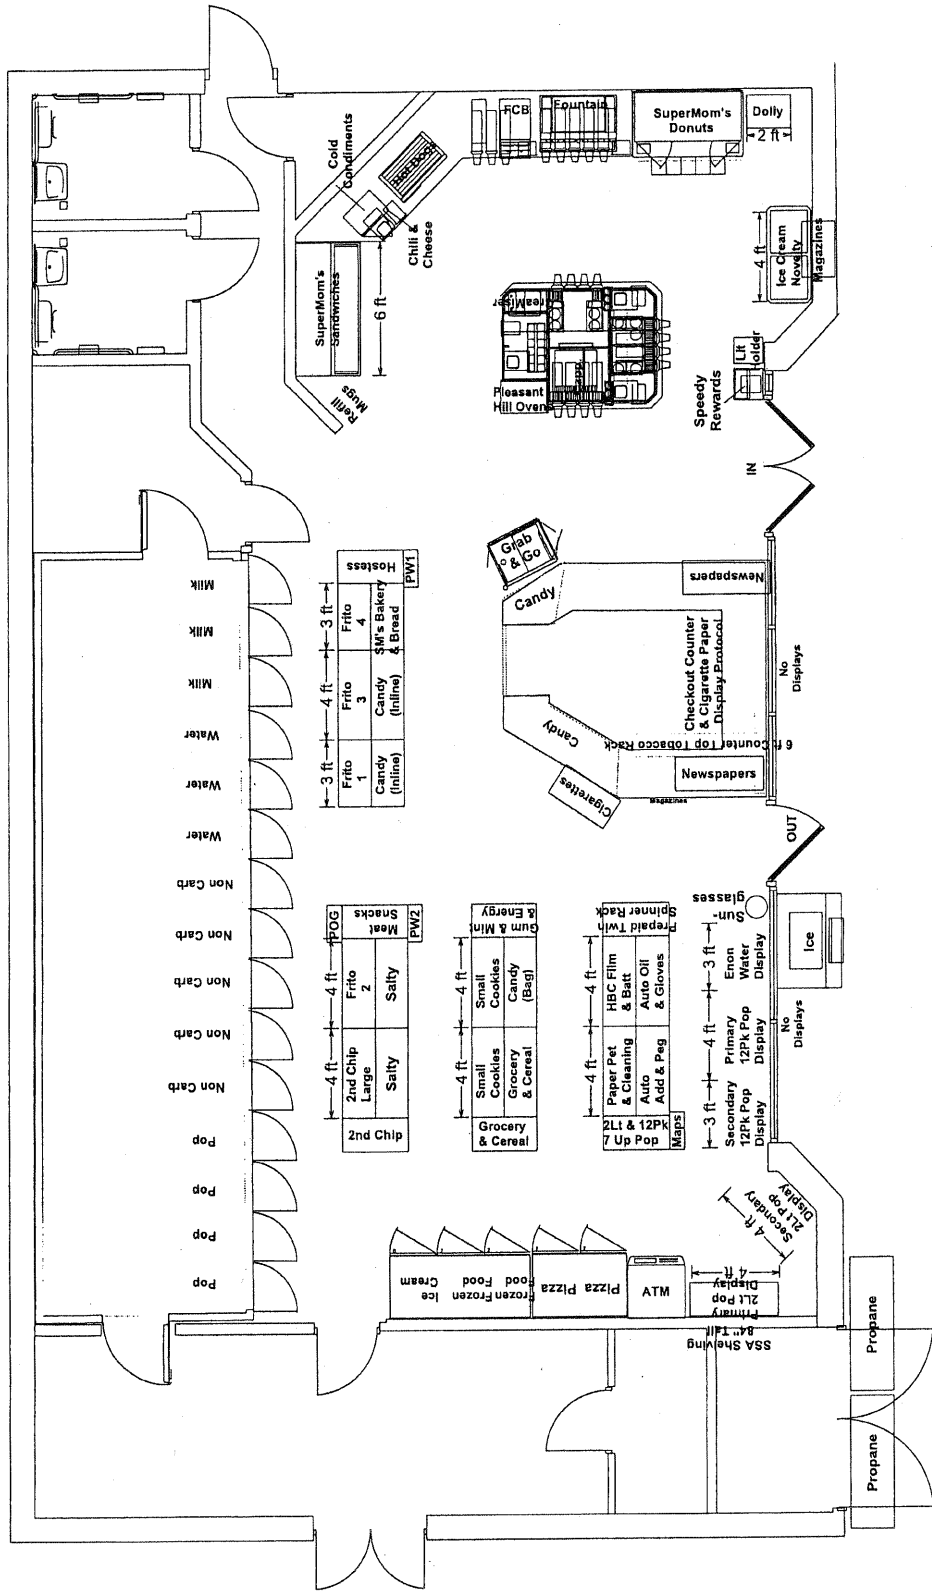 Cold
Condiments
Hot Dogs
Chili &
Cheese
FCB
Fountain
SuperMom's
Donuts
Dolly
2 ft
SuperMom's
Sandwiches
6 ft
Refill
Mugs
4 ft
Ice Cream
Novelty
Magazines
Pleasant
Hill Oven
Lit
Speedy
Rewards
IN
Milk
Milk
Milk
Water
Water
Water
Non Carb
Non Carb
Non Carb
Non Carb
Non Carb
Pop
Pop
Pop
Pop
Hostess
PW1
3 ft
Frito
4
SM's Bakery
& Bread
4 ft
Frito
3
Candy
(Inline)
3 ft
Frito
1
Candy
(Inline)
Grab
& Go
Candy
Newspapers
Checkout Counter
& Cigarette Paper
Display Protocol
No
Displays
Candy
6 ft Counter Top Tobacco Rack
Cigarettes
Newspapers
Magazines
OUT
POG
Meat
Snacks
PW2
4 ft
Frito
2
Salty
4 ft
2nd Chip
Large
Salty
2nd Chip
Gum & Mint
& Energy
4 ft
Small
Cookies
Candy
(Bag)
4 ft
Small
Cookies
Grocery
& Cereal
Grocery
& Cereal
Prepaid Twin
Spinner Rack
4 ft
HBC Film
& Batt
Auto Oil
& Gloves
4 ft
Paper Pet
& Cleaning
Auto
Add & Peg
2Lt & 12Pk
7 Up Pop
Maps
Sun-
glasses
3 ft
Enon
Water
Display
Ice
4 ft
Primary
12Pk Pop
Display
No
Displays
3 ft
Secondary
12Pk Pop
Display
4 ft
Secondary
2Lt Pop
Display
Ice
Cream
Frozen
Food
Frozen
Food
Pizza
Pizza
ATM
4 ft
Primary
2Lt Pop
Display
84" Tall
SSA Shelving
Propane
Propane